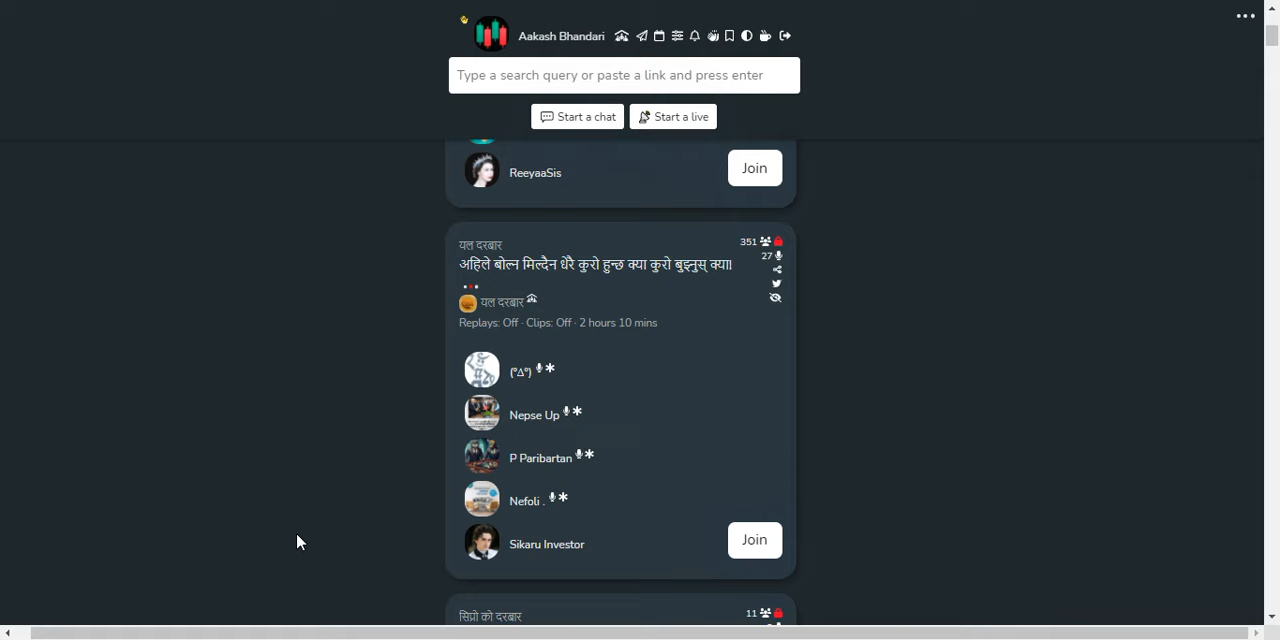 Aakash Bhandari
Type a search query or paste a link and press enter
Start a chat
Start a live
ReeyaaSis
Join
यल दरबार
351
अहिले बोल्न मिल्दैन धेरै कुरो हुन्छ क्या कुरो बुझ्नुस् क्या।
27
यल दरबार
Replays: Off · Clips: Off · 2 hours 10 mins
(°∆°)
Nepse Up
P Paribartan
Nefoli .
Sikaru Investor
Join
सिप्रो को दरबार
11